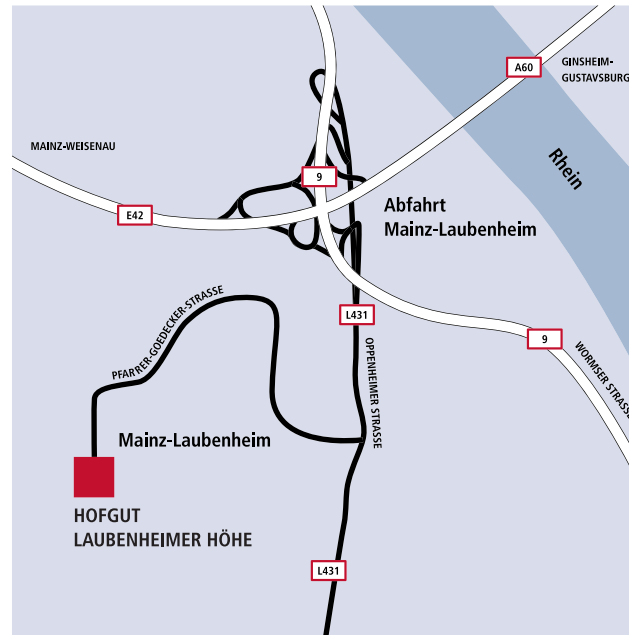 A60
GINSHEIM-
GUSTAVSBURG
MAINZ-WEISENAU
Rhein
9
E42
Abfahrt
Mainz-Laubenheim
L431
PFARRER-GOEDECKER-STRASSE
OPPENHEIMER STRASSE
9
WORMSER STRASSE
Mainz-Laubenheim
HOFGUT
LAUBENHEIMER HÖHE
L431